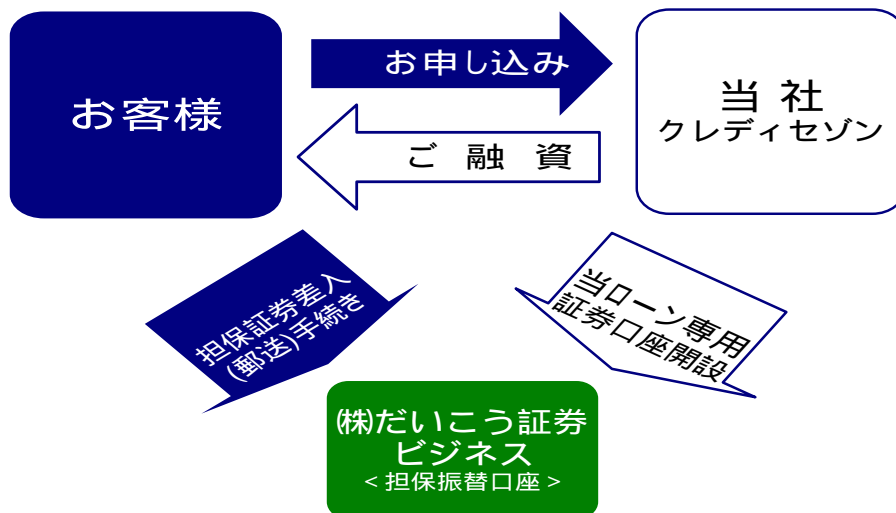 お客様
お申し込み
当 社
クレディセゾン
ご 融 資
担保証券差入
(郵送)手続き
当ローン専用
証券口座開設
㈱だいこう証券
ビジネス
<担保振替口座>